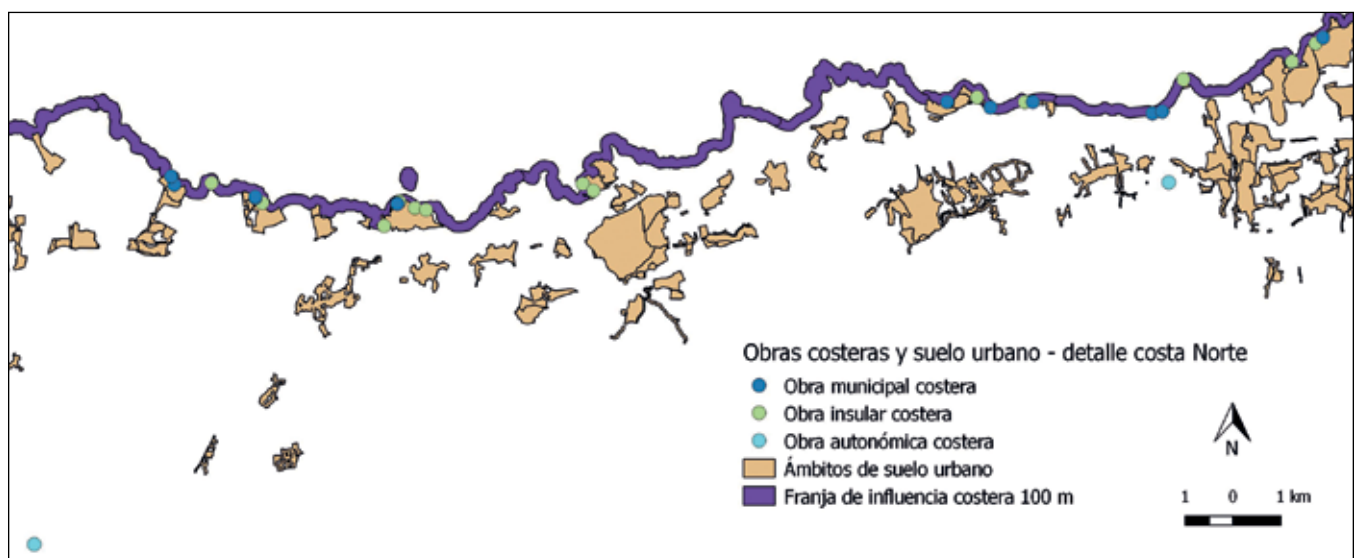 Obras costeras y suelo urbano - detalle costa Norte
Obra municipal costera
Obra insular costera
Obra autonómica costera
Ámbitos de suelo urbano
Franja de influencia costera 100 m
N
1 0 1 km